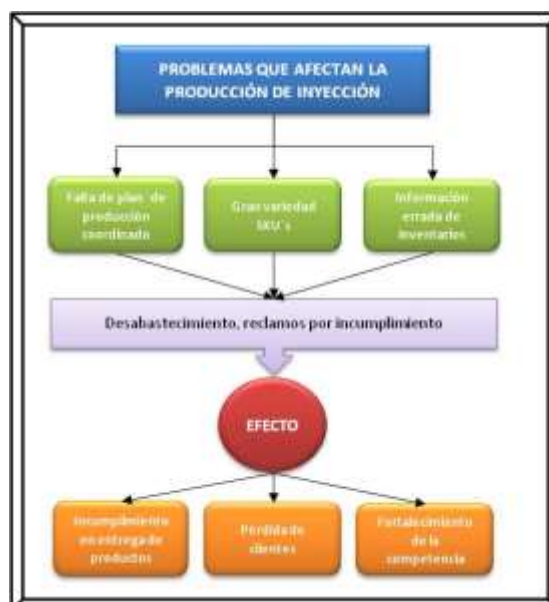 PROBLEMAS QUE AFECTAN LA
PRODUCCIÓN DE INYECCIÓN
Falta de plan de
producción
coordinado
Gran variedad
SKU´s
Información
errada de
Inventarios
Desabastecimiento, reclamos por incumplimiento
EFECTO
Incumplimiento
en entrega de
productos
Perdida de
clientes
Fortalecimiento
de la
competencia